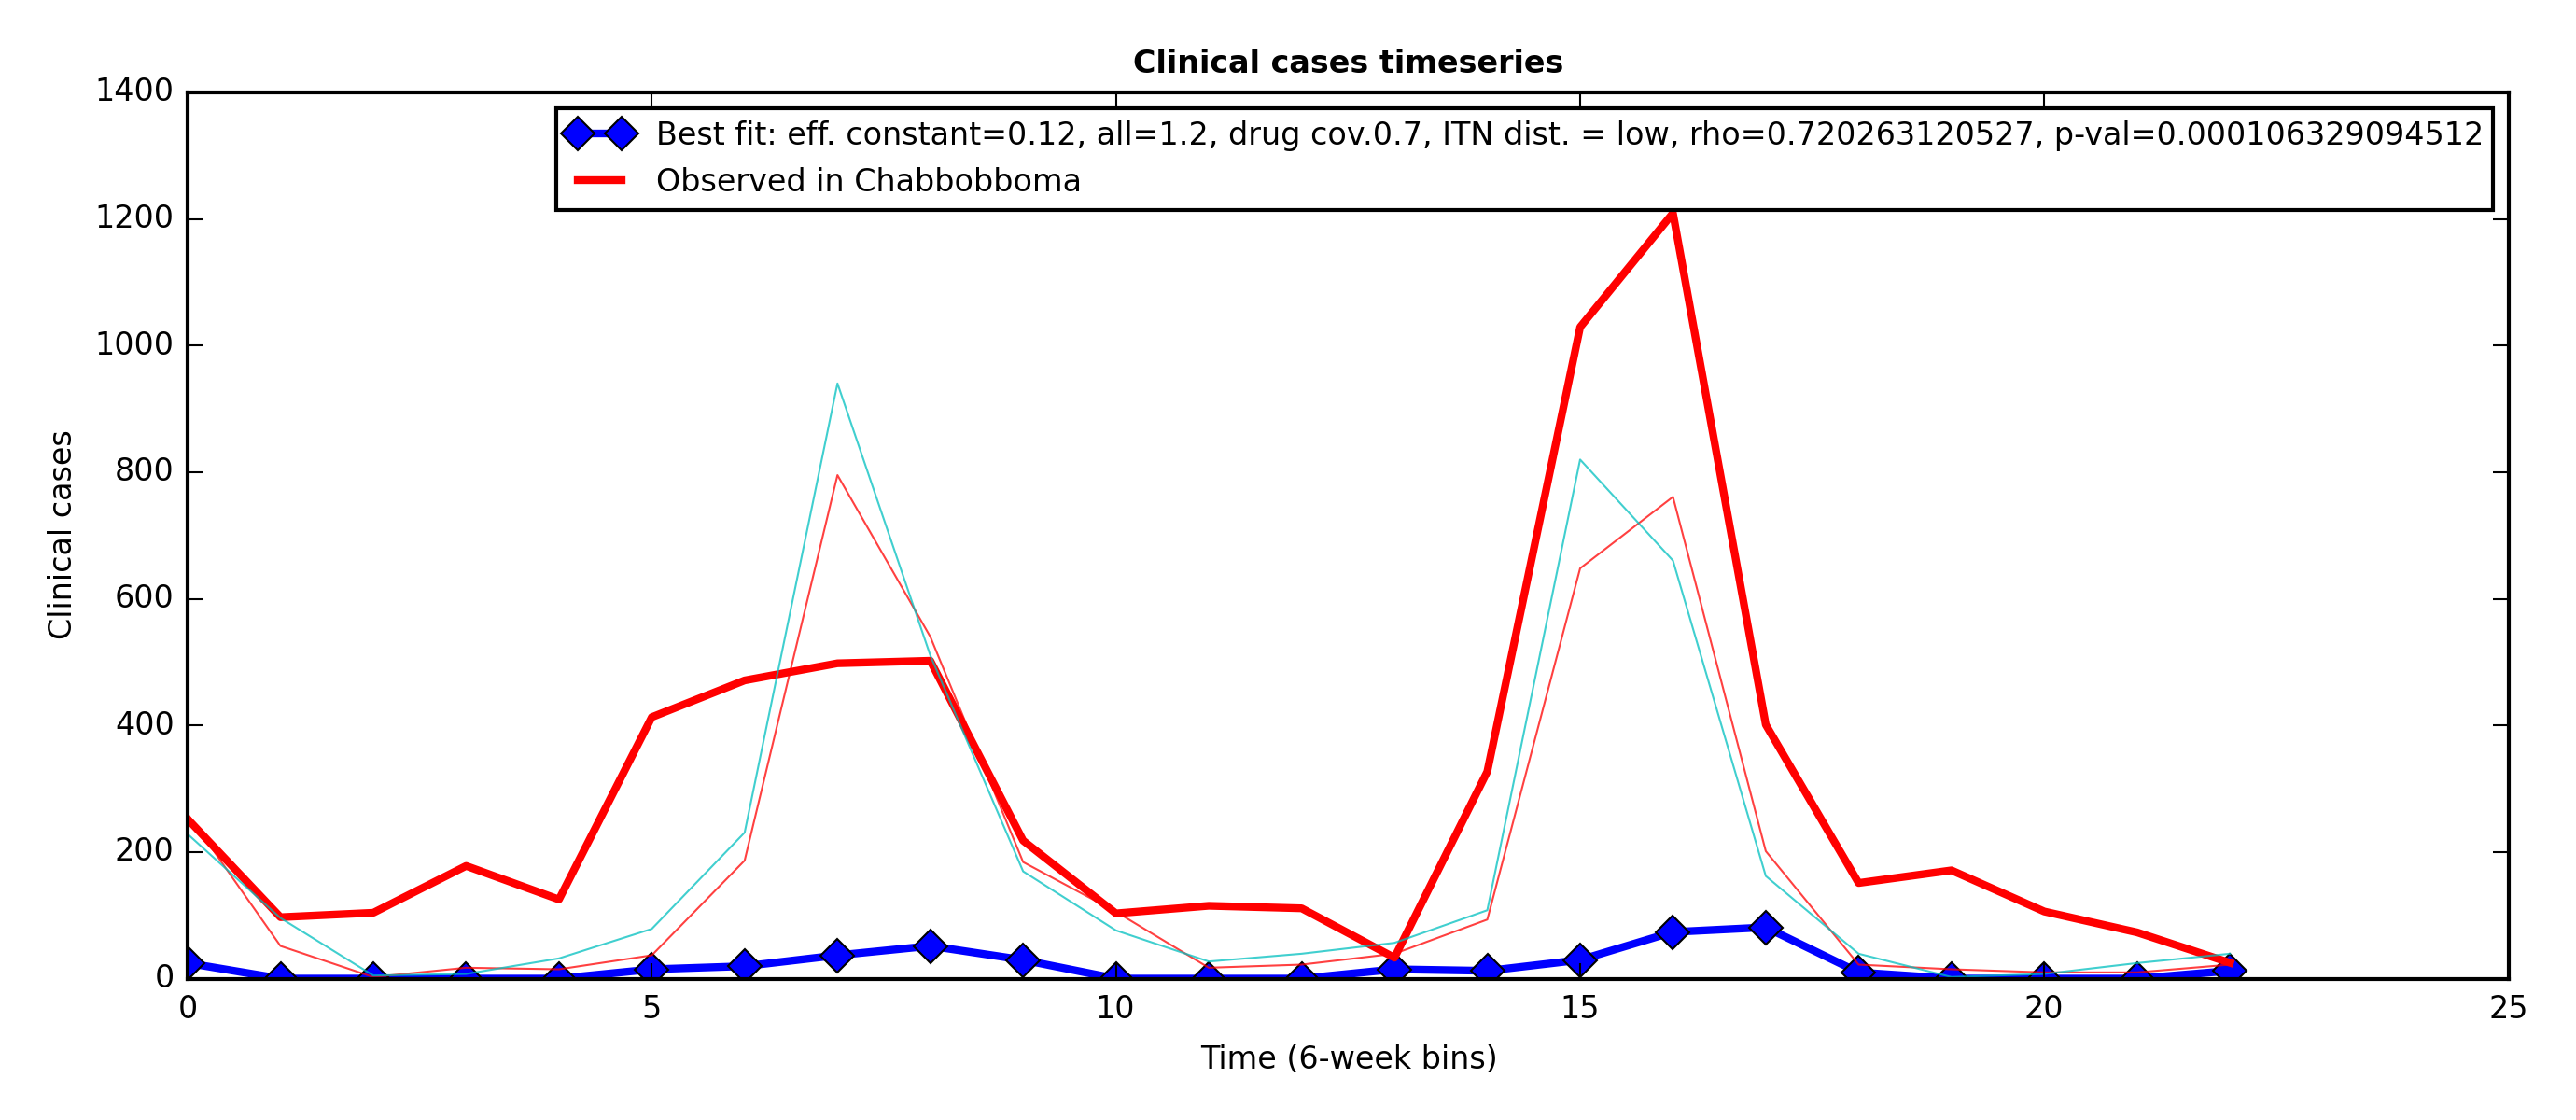 Clinical cases timeseries
1400
1200
1000
800
600
400
200
0
Clinical cases
Best fit: eff. constant=0.12, all=1.2, drug cov.0.7, ITN dist. = low, rho=0.720263120527, p-val=0.000106329094512
Observed in Chabbobboma
0 5 10 15 20 25
Time (6-week bins)